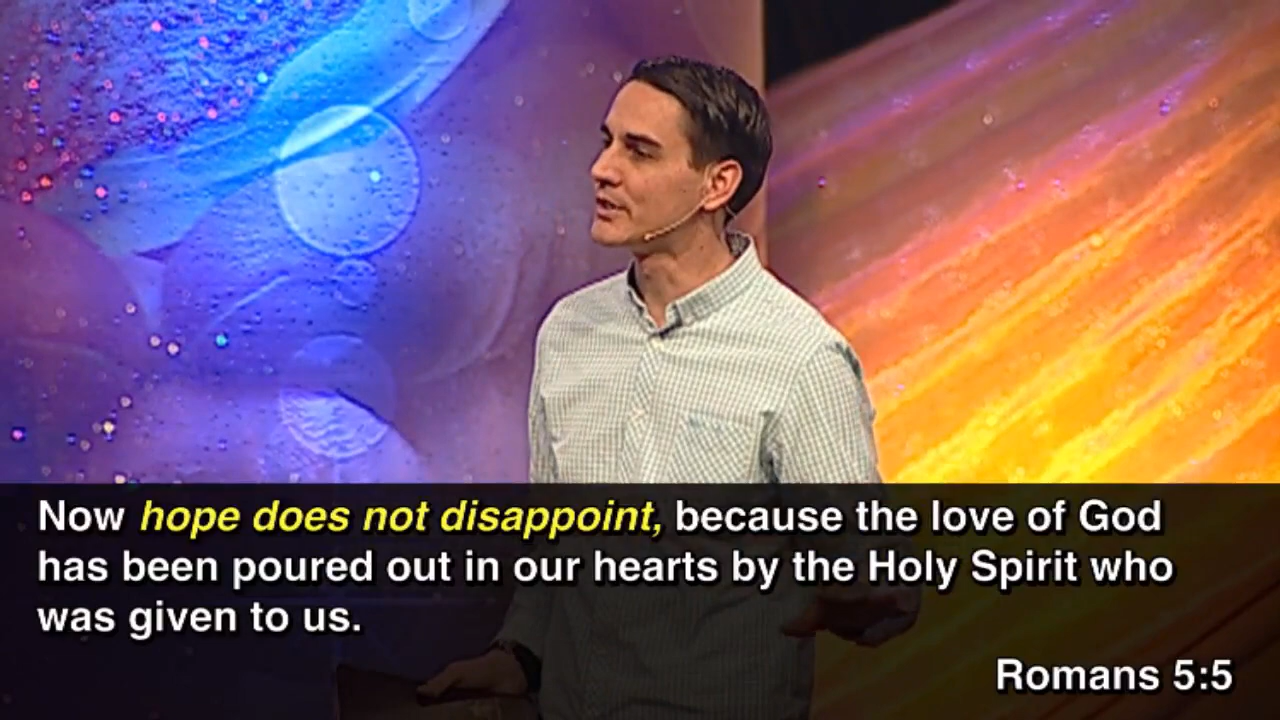 Now hope does not disappoint, because the love of God
has been poured out in our hearts by the Holy Spirit who
was given to us.
Romans 5:5